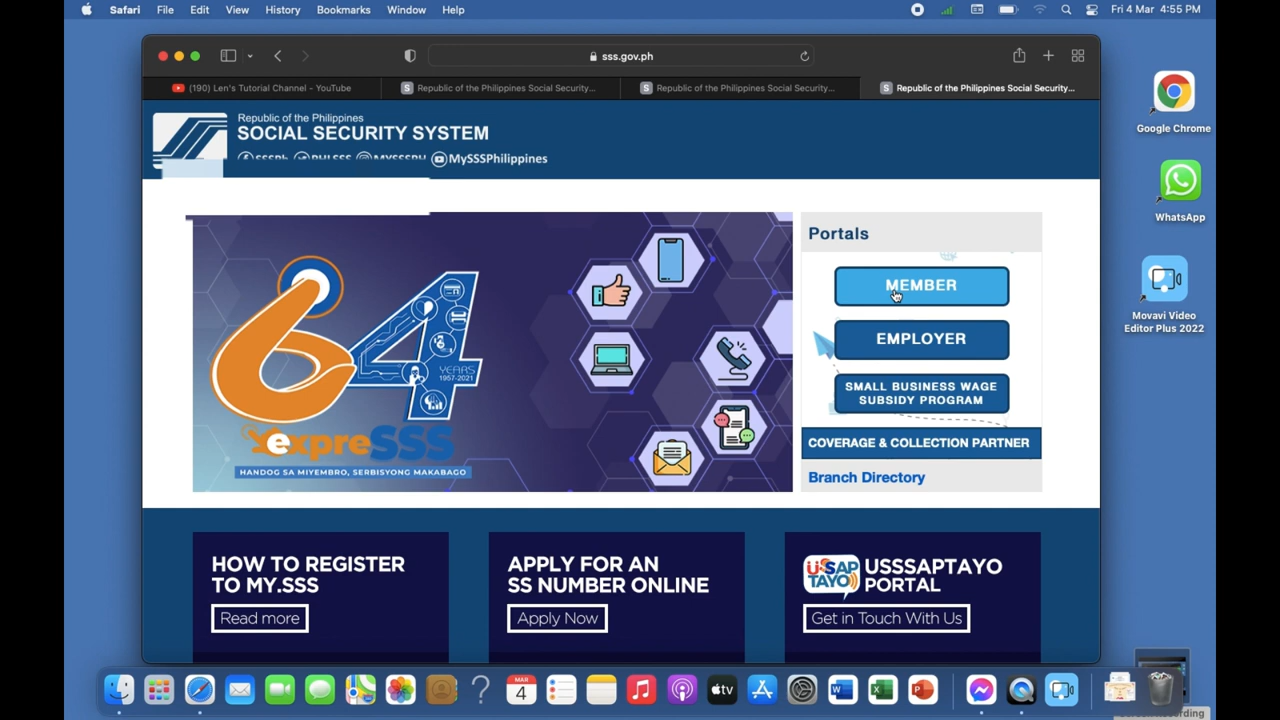 Safari File Edit View History Bookmarks Window Help
Fri 4 Mar 4:55 PM
sss.gov.ph
(190) Len's Tutorial Channel - YouTube
S Republic of the Philippines Social Security...
S Republic of the Philippines Social Security...
S Republic of the Philippines Social Security...
Republic of the Philippines
SOCIAL SECURITY SYSTEM
MySSSPhilippines
Google Chrome
WhatsApp
Movavi Video
Editor Plus 2022
Portals
MEMBER
EMPLOYER
SMALL BUSINESS WAGE
SUBSIDY PROGRAM
COVERAGE & COLLECTION PARTNER
Branch Directory
64
YEARS
1957-2021
expreSSS
HANDOG SA MIYEMBRO, SERBISYONG MAKABAGO
HOW TO REGISTER
TO MY.SSS
Read more
APPLY FOR AN
SS NUMBER ONLINE
Apply Now
USSAP
TAYO
USSSAPTAYO
PORTAL
Get in Touch With Us
MAR
4
tv
W
X
P